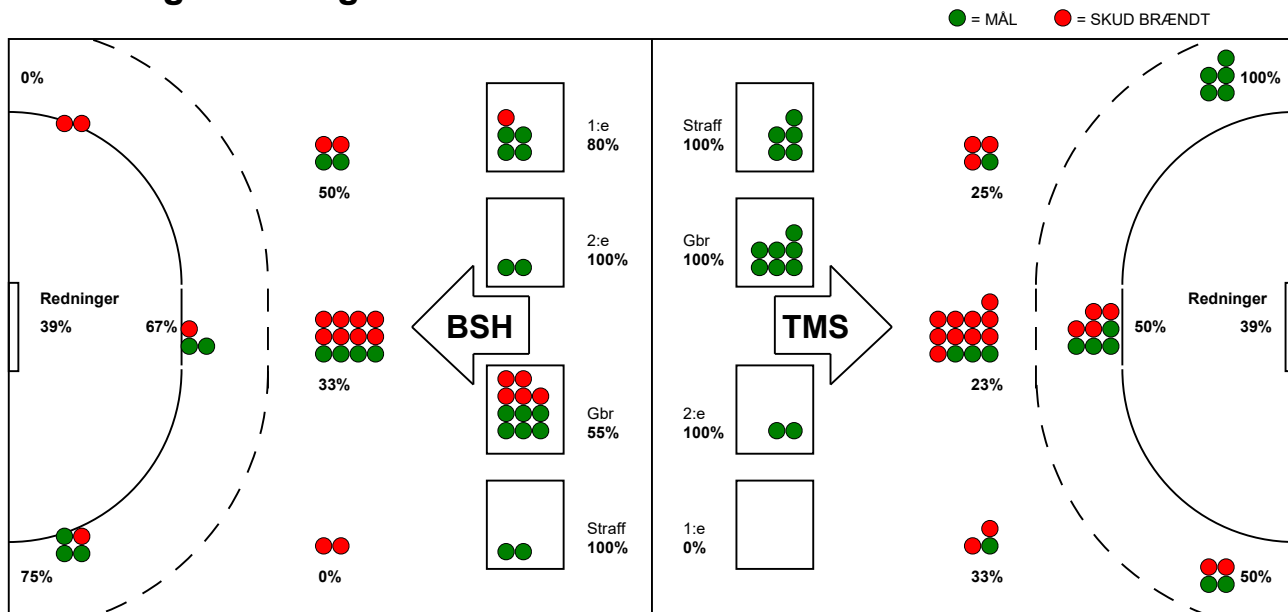 = MÅL
= SKUD BRÆNDT
0%
50%
1:e
80%
2:e
100%
Redninger
39%
67%
33%
BSH
Gbr
55%
Straff
100%
75%
0%
Straff
100%
Gbr
100%
TMS
2:e
100%
1:e
0%
100%
25%
Redninger
39%
50%
23%
33%
50%